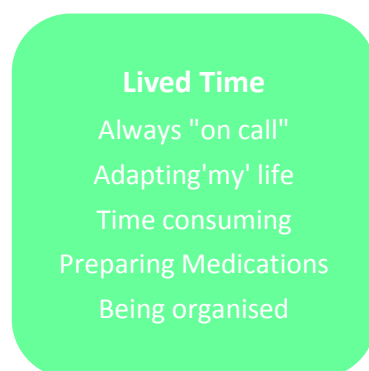 Lived Time
Always "on call"
Adapting'my' life
Time consuming
Preparing Medications
Being organised